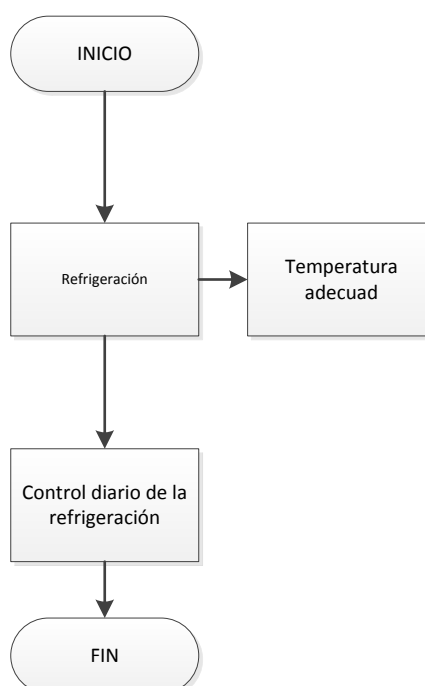 INICIO
Refrigeración
Temperatura
adecuad
Control diario de la
refrigeración
FIN